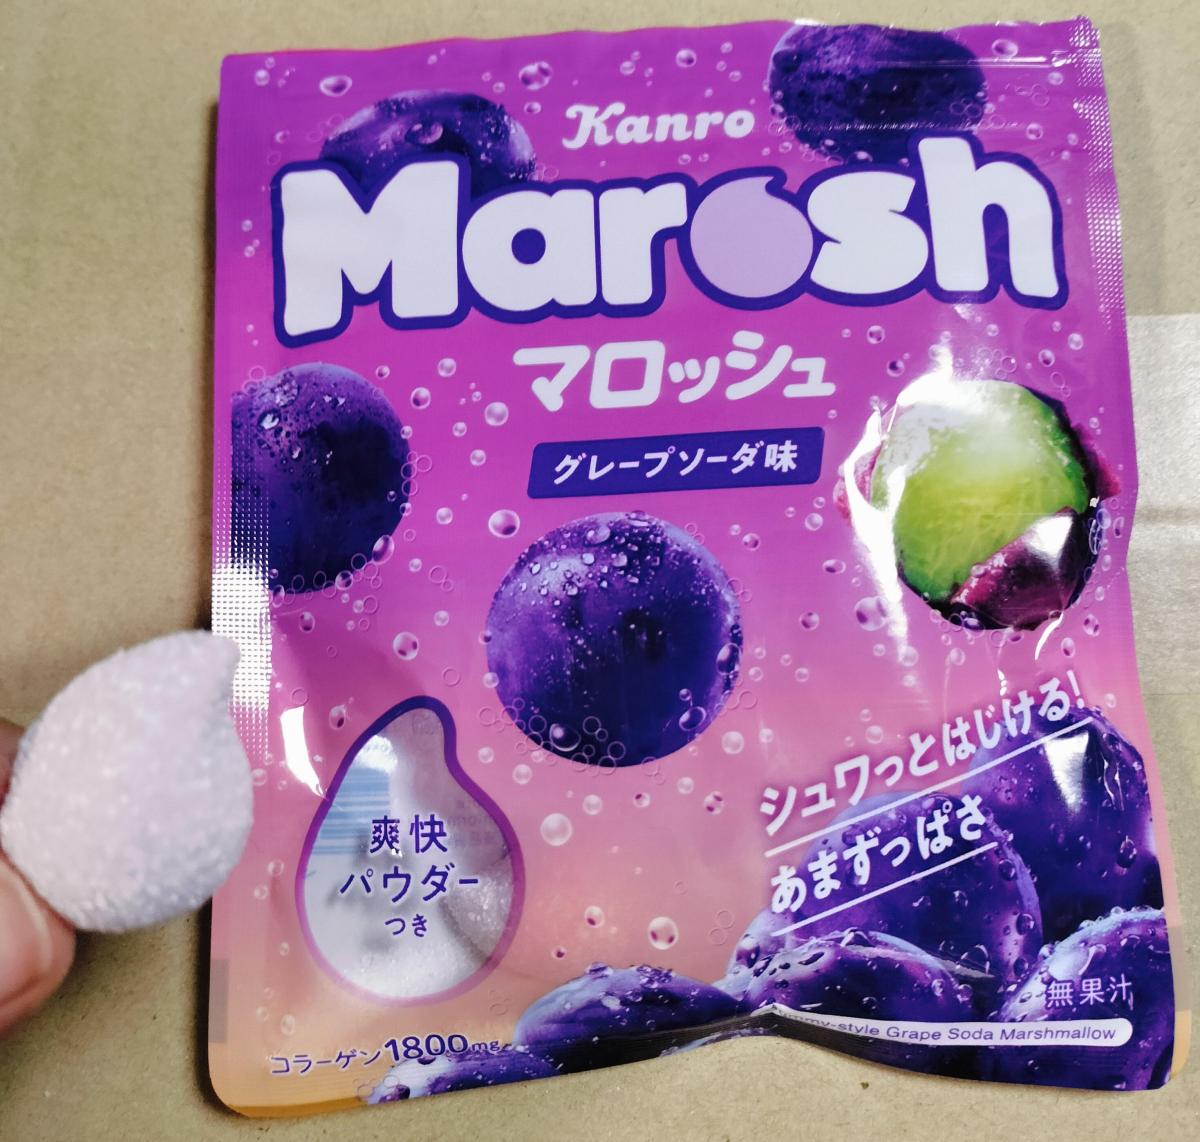 Kanro
Marosh
マロッシュ
グレープソーダ味
シュワっとはじける!
あまずっぱさ
爽快
パウダー
つき
無果汁
style Grape Soda Marshmallow
コラーゲン1800mg